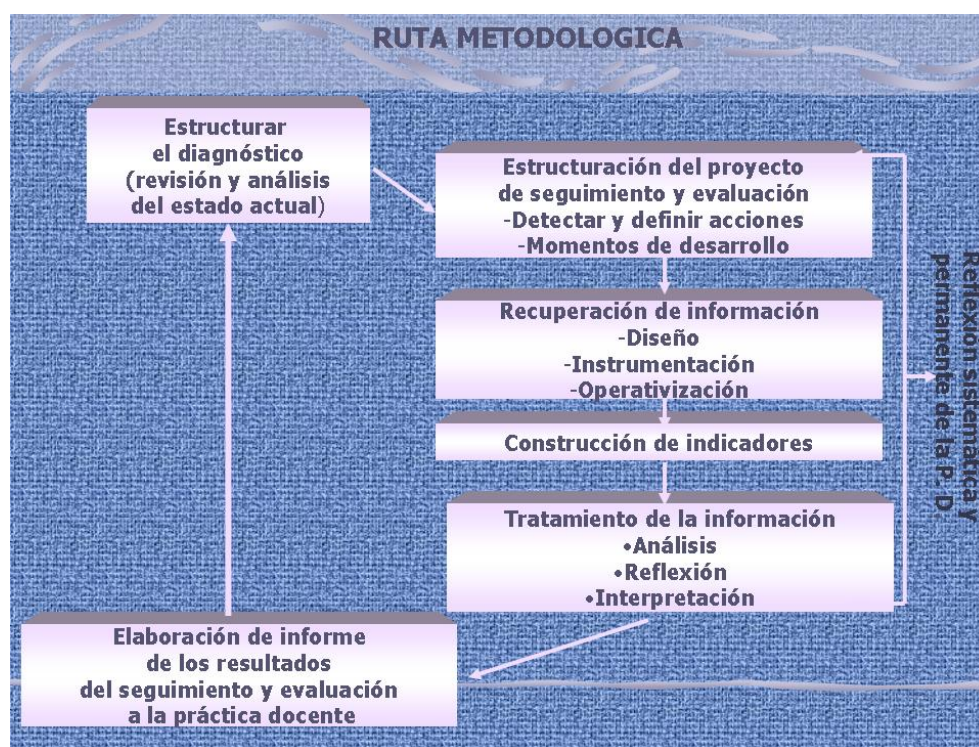 RUTA METODOLOGICA
Estructurar
el diagnóstico
(revisión y análisis
del estado actual)
Estructuración del proyecto
de seguimiento y evaluación
-Detectar y definir acciones
-Momentos de desarrollo
Recuperación de información
-Diseño
-Instrumentación
-Operativización
Construcción de indicadores
Tratamiento de la información
•Análisis
•Reflexión
•Interpretación
Elaboración de informe
de los resultados
del seguimiento y evaluación
a la práctica docente
Reflexión sistemática y
permanente de la P. D.